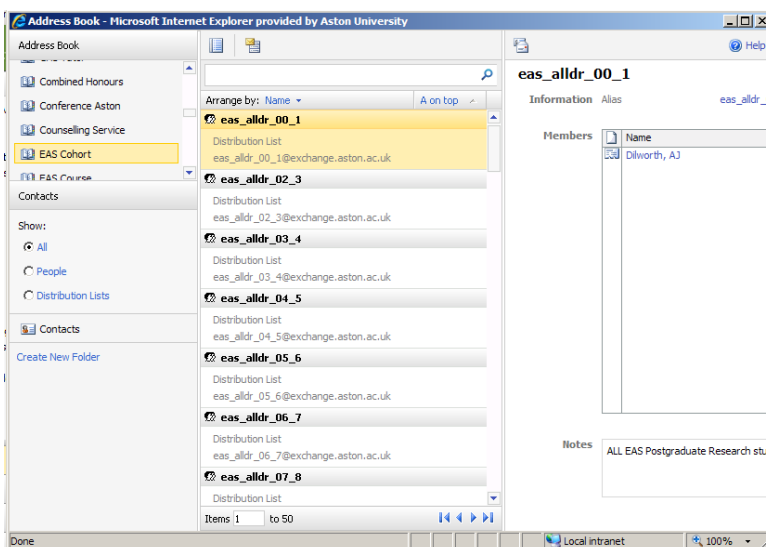 Address Book - Microsoft Internet Explorer provided by Aston University
Address Book
Combined Honours
Conference Aston
Counselling Service
EAS Cohort
EAS Course
Contacts
Show:
All
People
Distribution Lists
Contacts
Create New Folder
Arrange by: Name
A on top
eas_alldr_00_1
Distribution List
eas_alldr_00_1@exchange.aston.ac.uk
eas_alldr_02_3
Distribution List
eas_alldr_02_3@exchange.aston.ac.uk
eas_alldr_03_4
Distribution List
eas_alldr_03_4@exchange.aston.ac.uk
eas_alldr_04_5
Distribution List
eas_alldr_04_5@exchange.aston.ac.uk
eas_alldr_05_6
Distribution List
eas_alldr_05_6@exchange.aston.ac.uk
eas_alldr_06_7
Distribution List
eas_alldr_06_7@exchange.aston.ac.uk
eas_alldr_07_8
Distribution List
Items 1 to 50
Help
eas_alldr_00_1
Information Alias eas_alldr_
Members
Name
Dilworth, AJ
Notes
ALL EAS Postgraduate Research stu
Done
Local intranet
100%